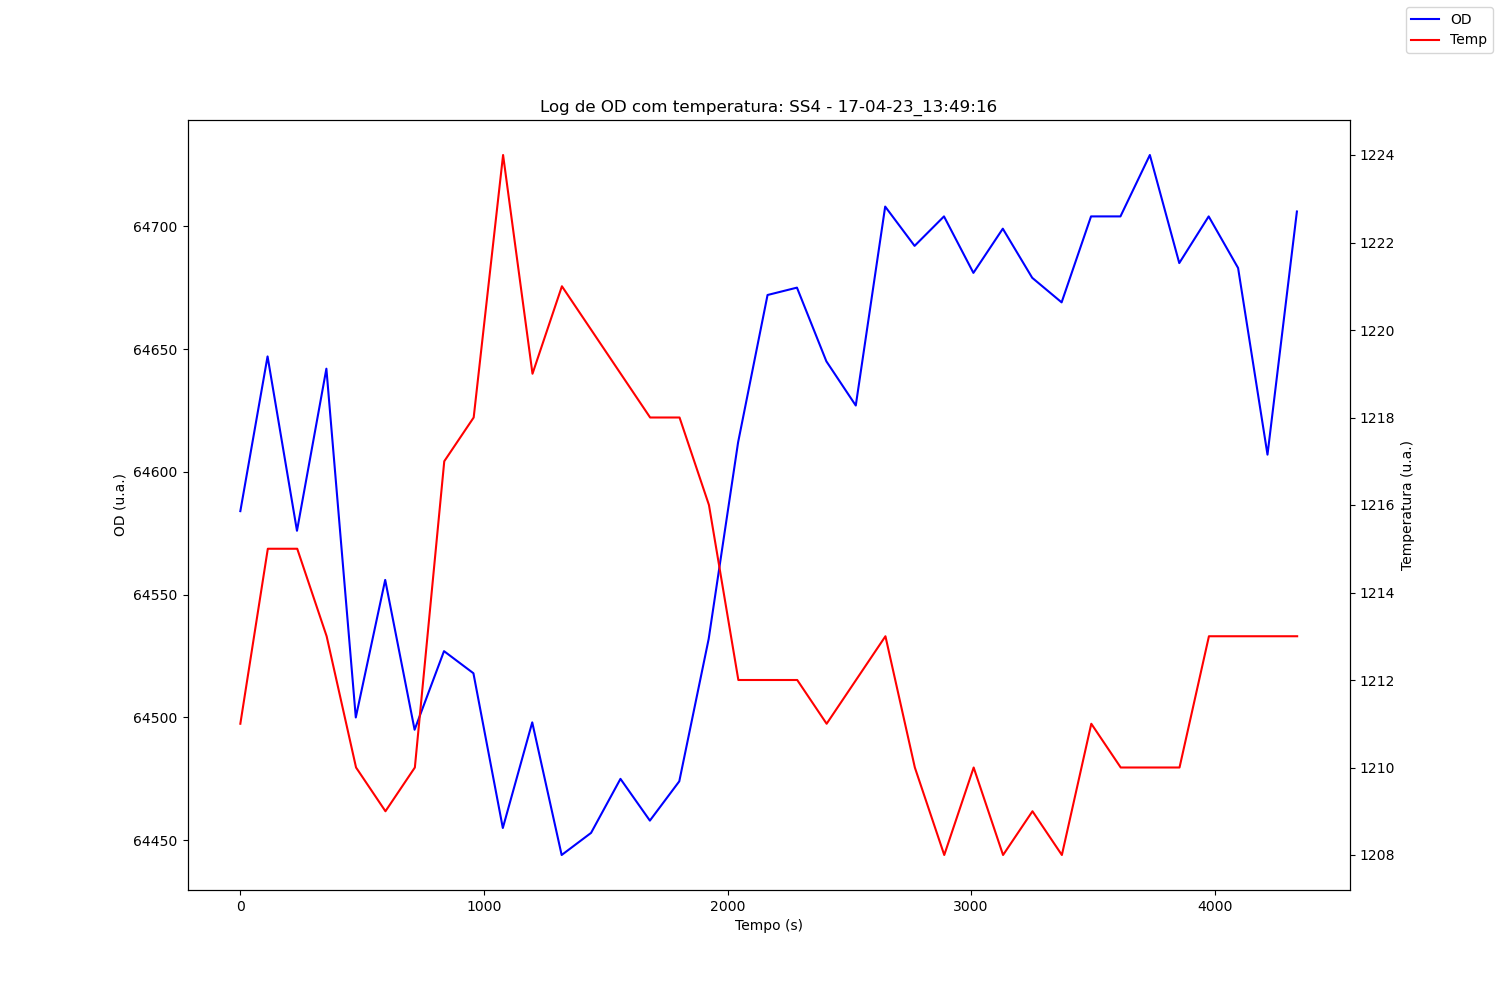 OD
Temp
Log de OD com temperatura: SS4 - 17-04-23_13:49:16
64700
64650
64600
64550
64500
64450
OD (u.a.)
1224
1222
1220
1218
1216
1214
1212
1210
1208
Temperatura (u.a.)
0 1000 2000 3000 4000
Tempo (s)